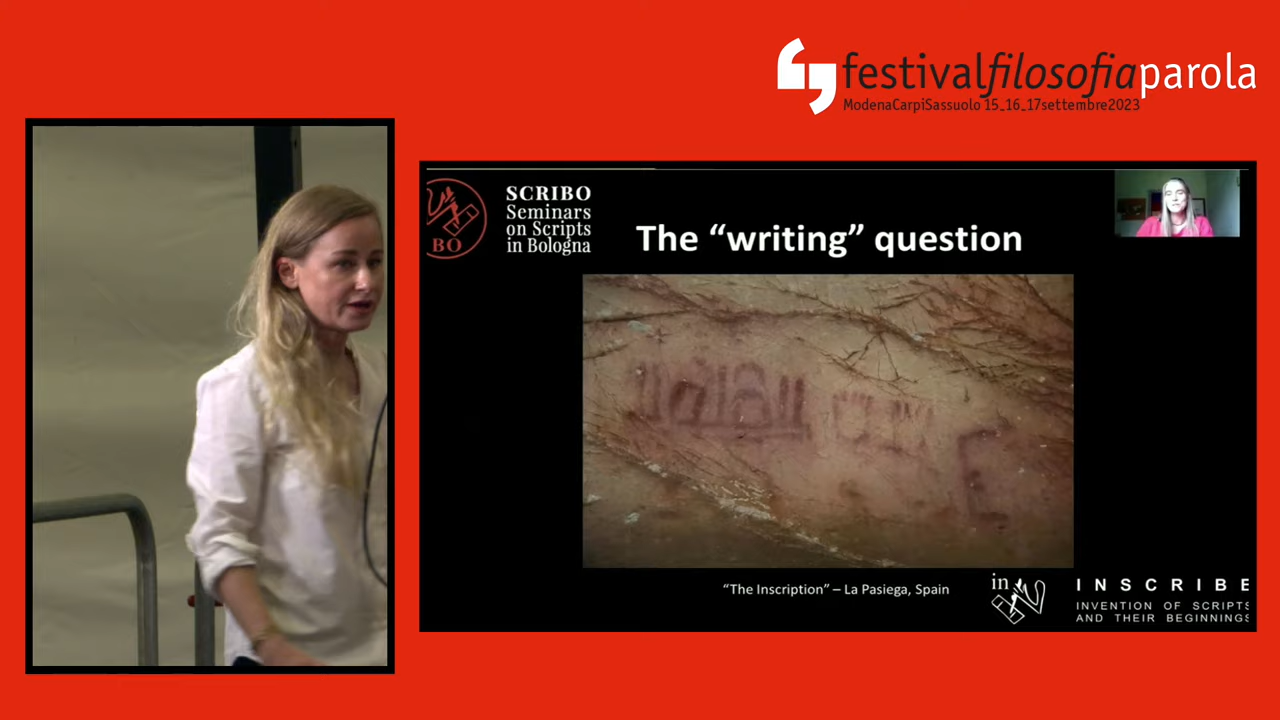 festivalfilosofiaparola
ModenaCarpiSassuolo 15_16_17settembre2023
SCRIBO
Seminars
on Scripts
in Bologna
BO
The “writing” question
“The Inscription” – La Pasiega, Spain
in
INSCRIBE
INVENTION OF SCRIPTS
AND THEIR BEGINNINGS